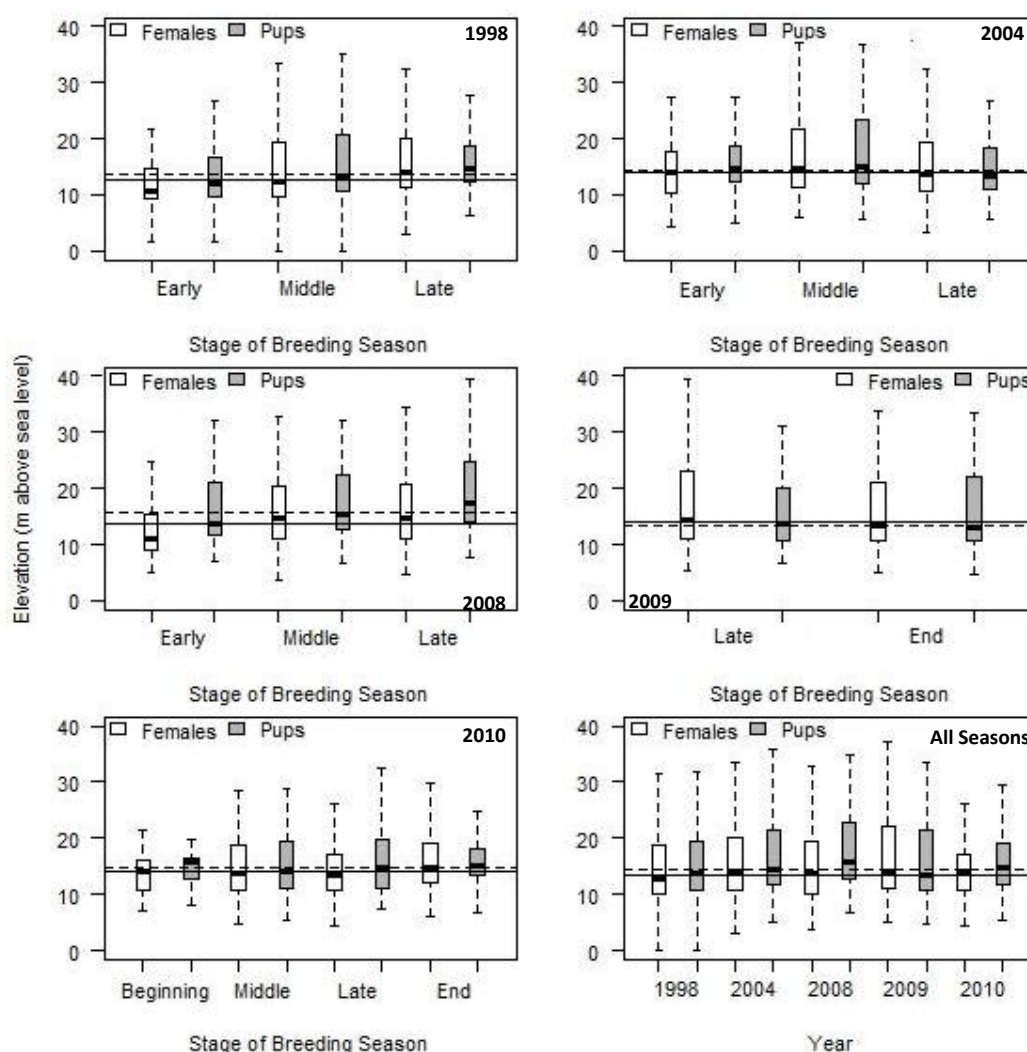 Elevation (m above sea level)
Females Pups 1998
40
30
20
10
0
Early Middle Late
Stage of Breeding Season
Females Pups 2004
40
30
20
10
0
Early Middle Late
Stage of Breeding Season
Females Pups
40
30
20
10
0
2008
Early Middle Late
Stage of Breeding Season
Females Pups
40
30
20
10
0
2009
Late End
Stage of Breeding Season
Females Pups 2010
40
30
20
10
0
Beginning Middle Late End
Stage of Breeding Season
Females Pups All Seasons
40
30
20
10
0
1998 2004 2008 2009 2010
Year